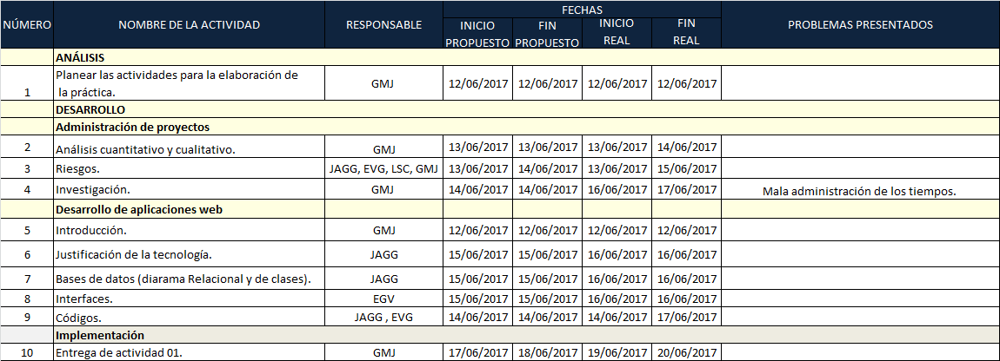 NÚMERO NOMBRE DE LA ACTIVIDAD RESPONSABLE FECHAS PROBLEMAS PRESENTADOS
INICIO PROPUESTO FIN PROPUESTO INICIO REAL FIN REAL
ANÁLISIS
1 Planear las actividades para la elaboración de
la práctica. GMJ 12/06/2017 12/06/2017 12/06/2017 12/06/2017
DESARROLLO
Administración de proyectos
2 Análisis cuantitativo y cualitativo. GMJ 13/06/2017 13/06/2017 13/06/2017 14/06/2017
3 Riesgos. JAGG, EVG, LSC, GMJ 13/06/2017 14/06/2017 13/06/2017 15/06/2017
4 Investigación. GMJ 14/06/2017 14/06/2017 16/06/2017 17/06/2017 Mala administración de los tiempos.
Desarrollo de aplicaciones web
5 Introducción. GMJ 12/06/2017 12/06/2017 12/06/2017 12/06/2017
6 Justificación de la tecnología. JAGG 15/06/2017 15/06/2017 16/06/2017 16/06/2017
7 Bases de datos (diarama Relacional y de clases). JAGG 15/06/2017 15/06/2017 16/06/2017 16/06/2017
8 Interfaces. EGV 15/06/2017 15/06/2017 16/06/2017 16/06/2017
9 Códigos. JAGG , EVG 14/06/2017 14/06/2017 14/06/2017 17/06/2017
Implementación
10 Entrega de actividad 01. GMJ 17/06/2017 18/06/2017 19/06/2017 20/06/2017